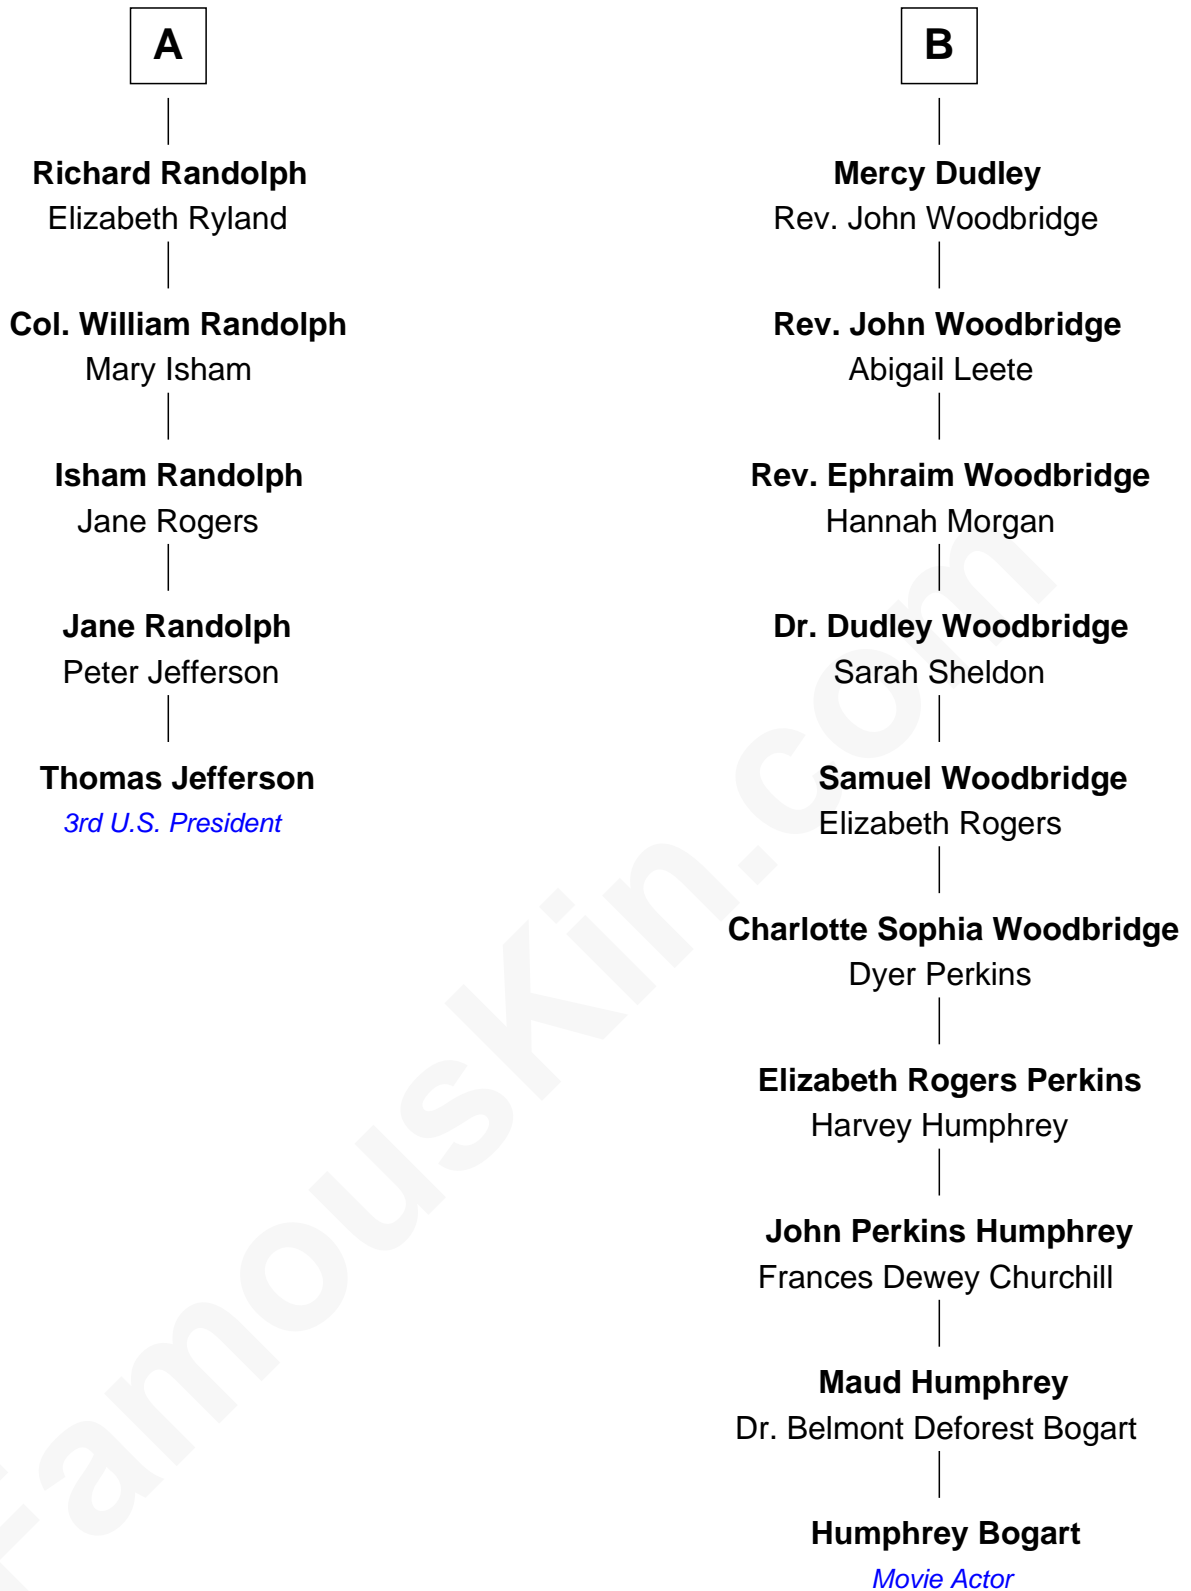 A
Richard Randolph
Elizabeth Ryland
Col. William Randolph
Mary Isham
Isham Randolph
Jane Rogers
Jane Randolph
Peter Jefferson
Thomas Jefferson
3rd U.S. President
B
Mercy Dudley
Rev. John Woodbridge
Rev. John Woodbridge
Abigail Leete
Rev. Ephraim Woodbridge
Hannah Morgan
Dr. Dudley Woodbridge
Sarah Sheldon
Samuel Woodbridge
Elizabeth Rogers
Charlotte Sophia Woodbridge
Dyer Perkins
Elizabeth Rogers Perkins
Harvey Humphrey
John Perkins Humphrey
Frances Dewey Churchill
Maud Humphrey
Dr. Belmont Deforest Bogart
Humphrey Bogart
Movie Actor
FamousKin.com